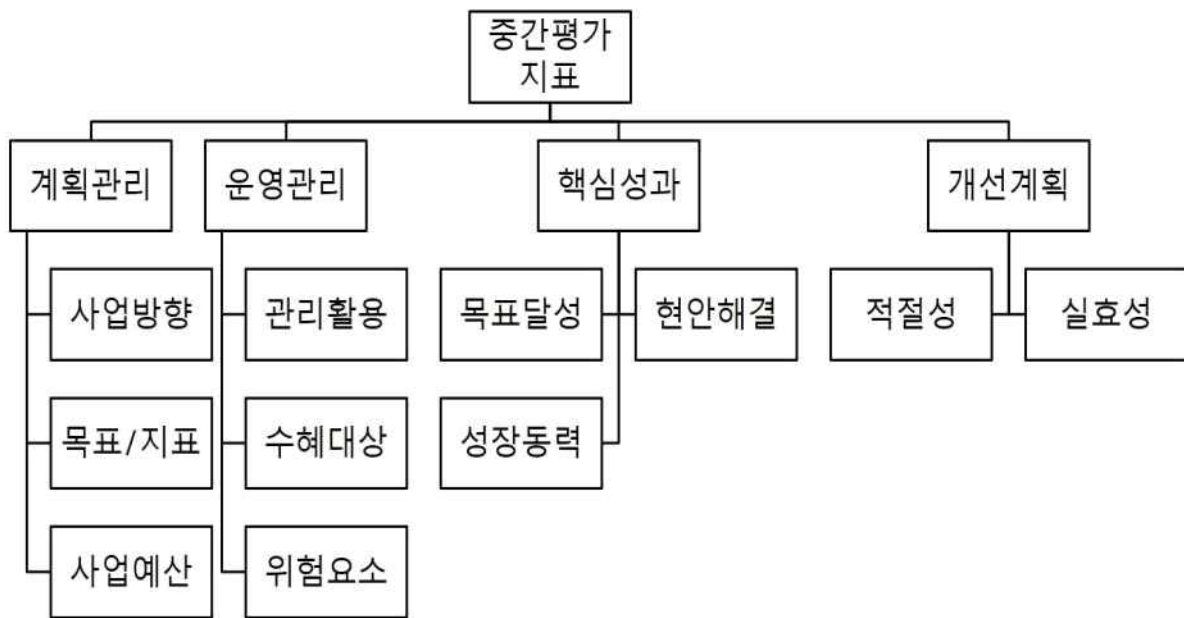 중간평가
지표
계획관리
운영관리
핵심성과
개선계획
사업방향
관리활용
목표달성
현안해결
적절성
실효성
목표/지표
수혜대상
성장동력
사업예산
위험요소